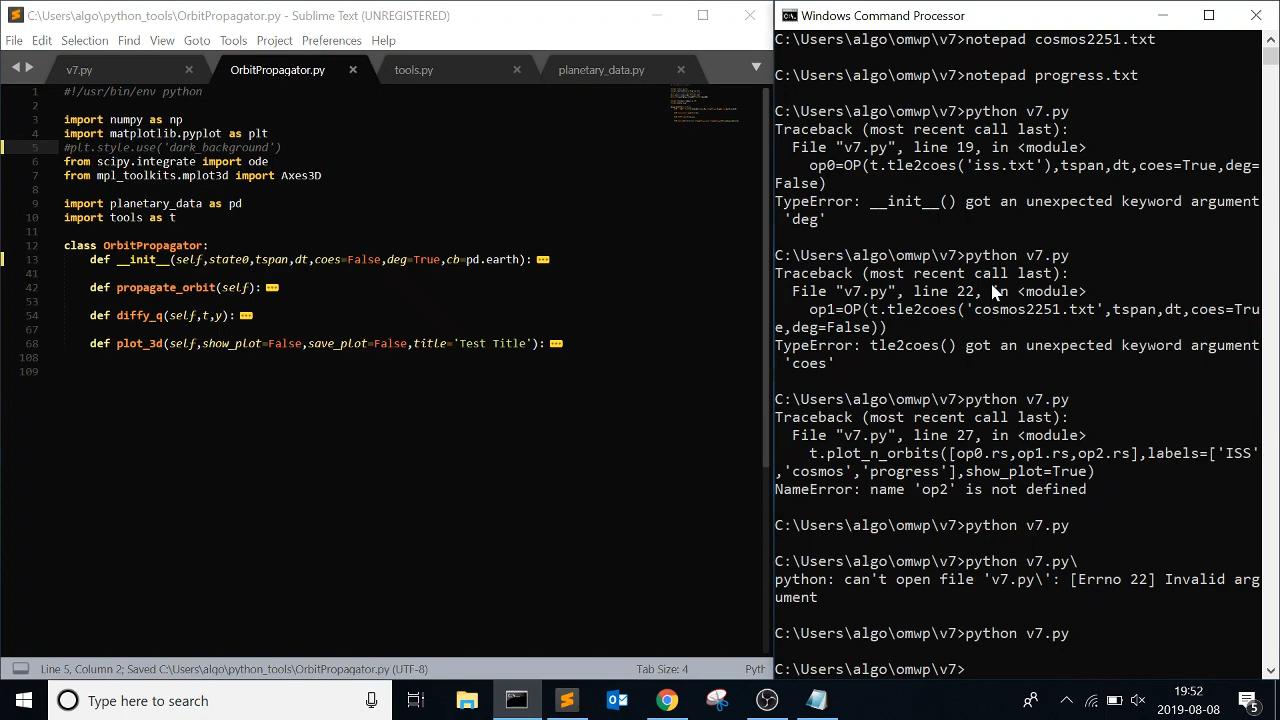 C:\Users\algo\python_tools\OrbitPropagator.py - Sublime Text (UNREGISTERED)
File Edit Selection Find View Goto Tools Project Preferences Help
v7.py OrbitPropagator.py tools.py planetary_data.py
1 #!/usr/bin/env python
2
3 import numpy as np
4 import matplotlib.pyplot as plt
5 #plt.style.use('dark_background')
6 from scipy.integrate import ode
7 from mpl_toolkits.mplot3d import Axes3D
8
9 import planetary_data as pd
10 import tools as t
11
12 class OrbitPropagator:
13 def __init__(self,state0,tspan,dt,coes=False,deg=True,cb=pd.earth):
41
42 def propagate_orbit(self):
53
54 def diffy_q(self,t,y):
67
68 def plot_3d(self,show_plot=False,save_plot=False,title='Test Title'):
108
109
Line 5, Column 2; Saved C:\Users\algo\python_tools\OrbitPropagator.py (UTF-8) Tab Size: 4 Pyth
Windows Command Processor
C:\Users\algo\omwp\v7>notepad cosmos2251.txt
C:\Users\algo\omwp\v7>notepad progress.txt
C:\Users\algo\omwp\v7>python v7.py
Traceback (most recent call last):
File "v7.py", line 19, in <module>
op0=OP(t.tle2coes('iss.txt'),tspan,dt,coes=True,deg=
False)
TypeError: __init__() got an unexpected keyword argument
'deg'
C:\Users\algo\omwp\v7>python v7.py
Traceback (most recent call last):
File "v7.py", line 22, in <module>
op1=OP(t.tle2coes('cosmos2251.txt',tspan,dt,coes=Tru
e,deg=False))
TypeError: tle2coes() got an unexpected keyword argument
'coes'
C:\Users\algo\omwp\v7>python v7.py
Traceback (most recent call last):
File "v7.py", line 27, in <module>
t.plot_n_orbits([op0.rs,op1.rs,op2.rs],labels=['ISS'
,'cosmos','progress'],show_plot=True)
NameError: name 'op2' is not defined
C:\Users\algo\omwp\v7>python v7.py
C:\Users\algo\omwp\v7>python v7.py\
python: can't open file 'v7.py\': [Errno 22] Invalid arg
ument
C:\Users\algo\omwp\v7>python v7.py
C:\Users\algo\omwp\v7>
Type here to search
19:52
2019-08-08
5